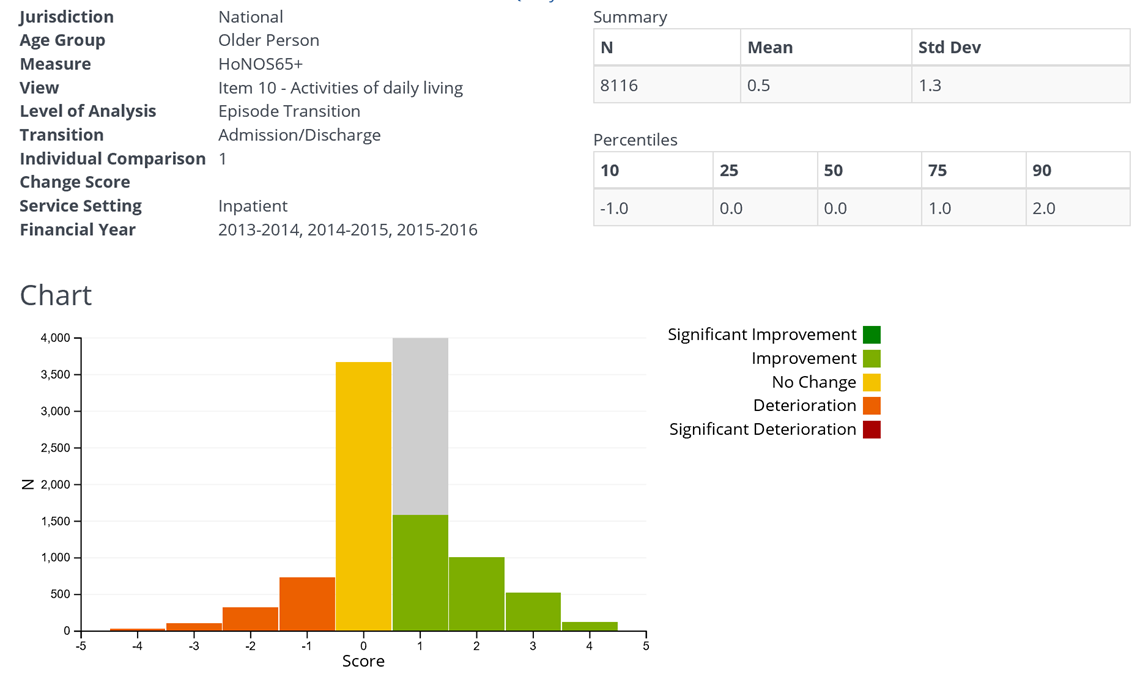 Jurisdiction National
Age Group Older Person
Measure HoNOS65+
View Item 10 - Activities of daily living
Level of Analysis Episode Transition
Transition Admission/Discharge
Individual Comparison 1
Change Score
Service Setting Inpatient
Financial Year 2013-2014, 2014-2015, 2015-2016
Summary
N Mean Std Dev
8116 0.5 1.3
Percentiles
10 25 50 75 90
-1.0 0.0 0.0 1.0 2.0
Chart
4,000
3,500
3,000
2,500
2,000
1,500
1,000
500
0
N
-5 -4 -3 -2 -1 0 1 2 3 4 5
Score
Significant Improvement
Improvement
No Change
Deterioration
Significant Deterioration